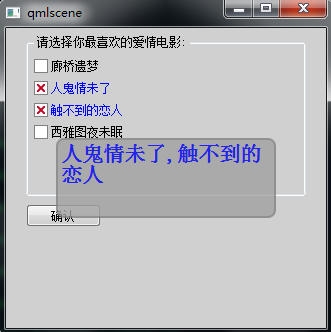 qmlscene
请选择你最喜欢的爱情电影:
廊桥遗梦
人鬼情未了
触不到的恋人
西雅图夜未眠
人鬼情未了,触不到的
恋人
确认